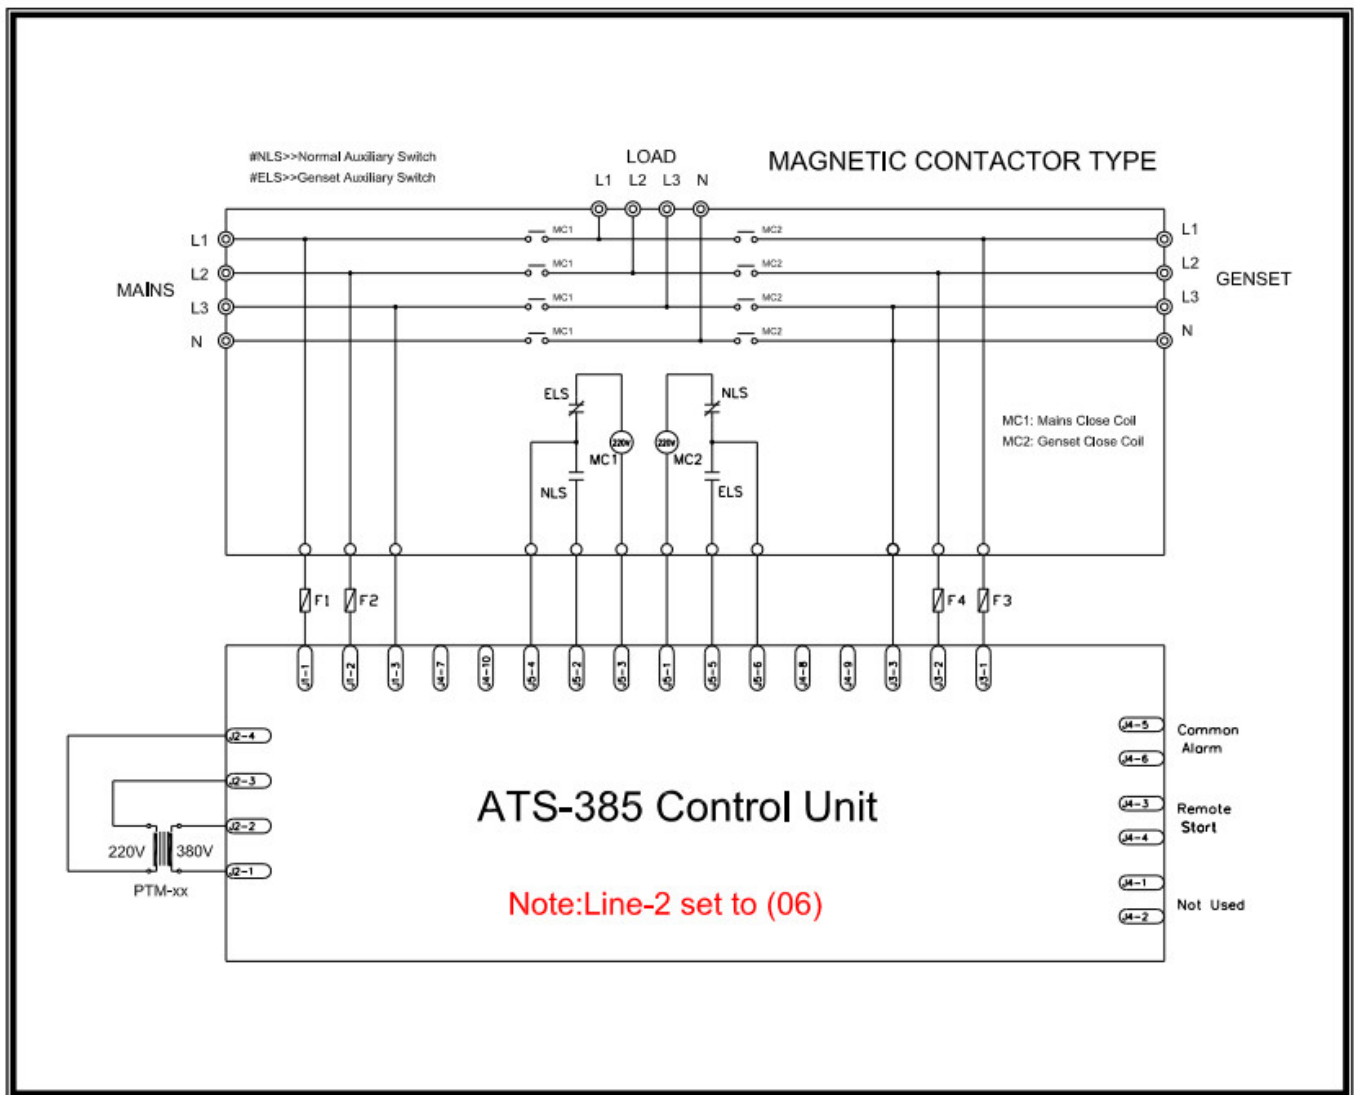 #NLS>>Normal Auxiliary Switch
#ELS>>Genset Auxiliary Switch
LOAD
MAGNETIC CONTACTOR TYPE
L1 L2 L3 N
L1 MC1 MC2 L1
L2 MC1 MC2 L2
MAINS GENSET
L3 MC1 MC2 L3
N MC1 MC2 N
ELS NLS
MC1: Mains Close Coil
MC2: Genset Close Coil
220V 220V
MC1 MC2
NLS ELS
F1 F2 F4 F3
J1-1 J1-2 J1-3 J4-7 J4-10 J5-4 J5-2 J5-3 J5-1 J5-5 J5-6 J4-8 J4-9 J3-3 J3-2 J3-1
J2-4
J2-3
J2-2
J2-1
220V 380V
PTM-xx
ATS-385 Control Unit
Note:Line-2 set to (06)
J4-5
J4-6
Common
Alarm
J4-3
J4-4
Remote
Start
J4-1
J4-2
Not Used